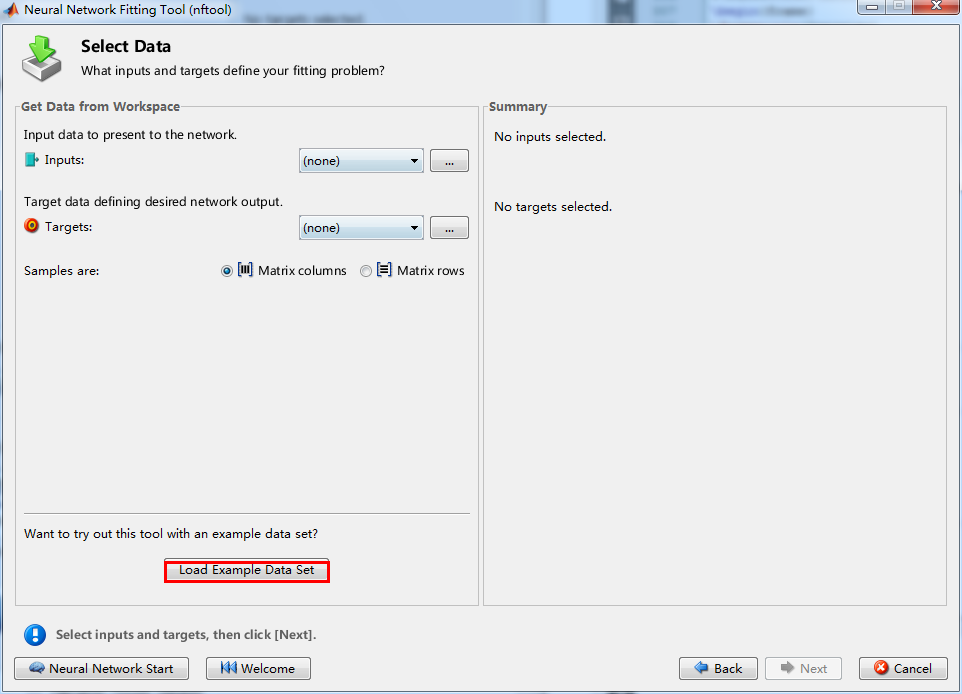 Neural Network Fitting Tool (nftool)
Select Data
What inputs and targets define your fitting problem?
Get Data from Workspace
Input data to present to the network.
Inputs:
(none)
...
Target data defining desired network output.
Targets:
(none)
...
Samples are:
Matrix columns
Matrix rows
Want to try out this tool with an example data set?
Load Example Data Set
Summary
No inputs selected.
No targets selected.
Select inputs and targets, then click [Next].
Neural Network Start
Welcome
Back
Next
Cancel